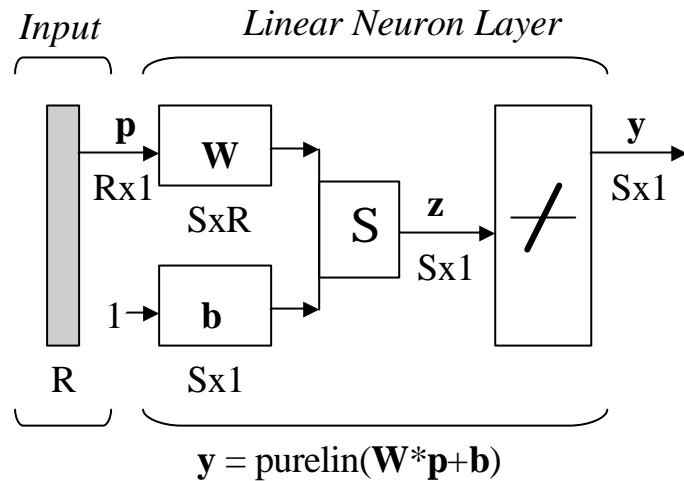 Input
Linear Neuron Layer
p
W
y
Rx1
Sx1
SxR
S
z
Sx1
1
b
R
Sx1
y = purelin(W*p+b)